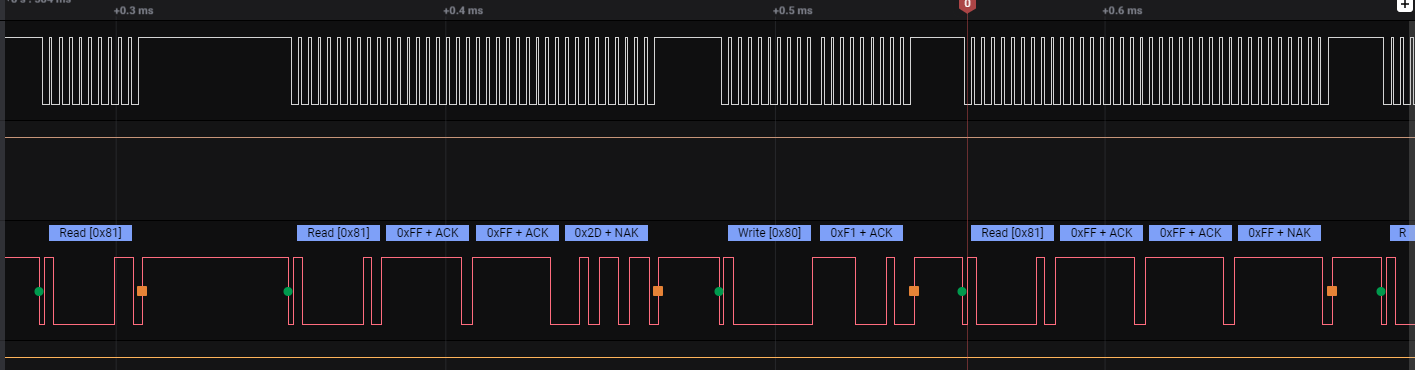 +0.3 ms
+0.4 ms
+0.5 ms
0
+0.6 ms
+
Read [0x81]
Read [0x81]
0xFF + ACK
0xFF + ACK
0x2D + NAK
Write [0x80]
0xF1 + ACK
Read [0x81]
0xFF + ACK
0xFF + ACK
0xFF + NAK
R